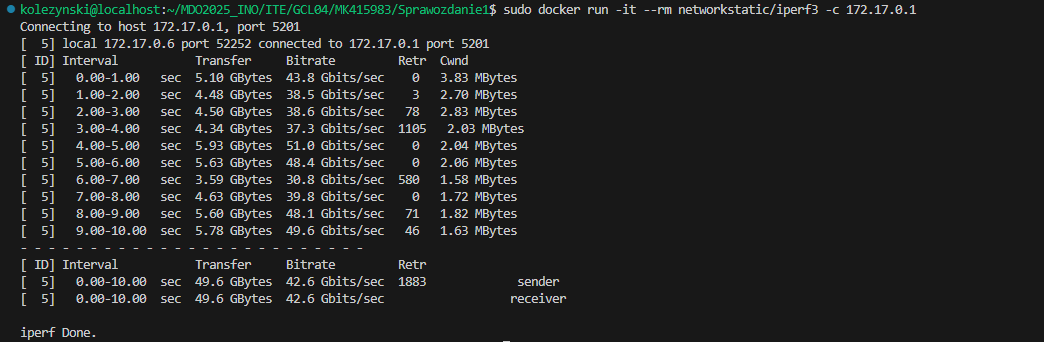 kolezynski@localhost:~/MDO2025_INO/ITE/GCL04/MK415983/Sprawozdanie1$ sudo docker run -it --rm networkstatic/iperf3 -c 172.17.0.1
Connecting to host 172.17.0.1, port 5201
[  5] local 172.17.0.6 port 52252 connected to 172.17.0.1 port 5201
[ ID] Interval           Transfer     Bitrate         Retr  Cwnd
[  5]   0.00-1.00   sec  5.10 GBytes  43.8 Gbits/sec    0   3.83 MBytes
[  5]   1.00-2.00   sec  4.48 GBytes  38.5 Gbits/sec    3   2.70 MBytes
[  5]   2.00-3.00   sec  4.50 GBytes  38.6 Gbits/sec   78   2.83 MBytes
[  5]   3.00-4.00   sec  4.34 GBytes  37.3 Gbits/sec  1105   2.03 MBytes
[  5]   4.00-5.00   sec  5.93 GBytes  51.0 Gbits/sec    0   2.04 MBytes
[  5]   5.00-6.00   sec  5.63 GBytes  48.4 Gbits/sec    0   2.06 MBytes
[  5]   6.00-7.00   sec  3.59 GBytes  30.8 Gbits/sec  580   1.58 MBytes
[  5]   7.00-8.00   sec  4.63 GBytes  39.8 Gbits/sec    0   1.72 MBytes
[  5]   8.00-9.00   sec  5.60 GBytes  48.1 Gbits/sec   71   1.82 MBytes
[  5]   9.00-10.00  sec  5.78 GBytes  49.6 Gbits/sec   46   1.63 MBytes
- - - - - - - - - - - - - - - - - - - - - - - - -
[ ID] Interval           Transfer     Bitrate         Retr
[  5]   0.00-10.00  sec  49.6 GBytes  42.6 Gbits/sec  1883             sender
[  5]   0.00-10.00  sec  49.6 GBytes  42.6 Gbits/sec                  receiver
iperf Done.